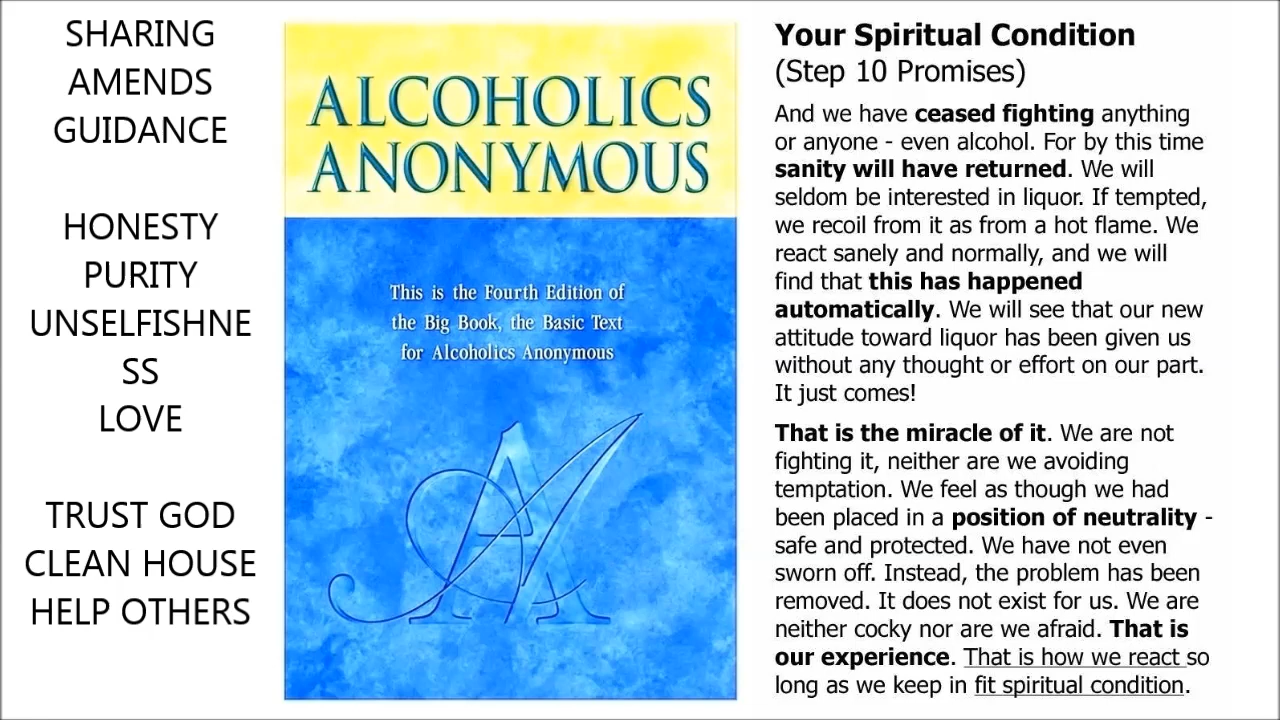 SHARING
AMENDS
GUIDANCE
HONESTY
PURITY
UNSELFISHNE
SS
LOVE
TRUST GOD
CLEAN HOUSE
HELP OTHERS
ALCOHOLICS
ANONYMOUS
This is the Fourth Edition of
the Big Book, the Basic Text
for Alcoholics Anonymous
AA
Your Spiritual Condition
(Step 10 Promises)
And we have ceased fighting anything
or anyone - even alcohol. For by this time
sanity will have returned. We will
seldom be interested in liquor. If tempted,
we recoil from it as from a hot flame. We
react sanely and normally, and we will
find that this has happened
automatically. We will see that our new
attitude toward liquor has been given us
without any thought or effort on our part.
It just comes!
That is the miracle of it. We are not
fighting it, neither are we avoiding
temptation. We feel as though we had
been placed in a position of neutrality -
safe and protected. We have not even
sworn off. Instead, the problem has been
removed. It does not exist for us. We are
neither cocky nor are we afraid. That is
our experience. That is how we react so
long as we keep in fit spiritual condition.